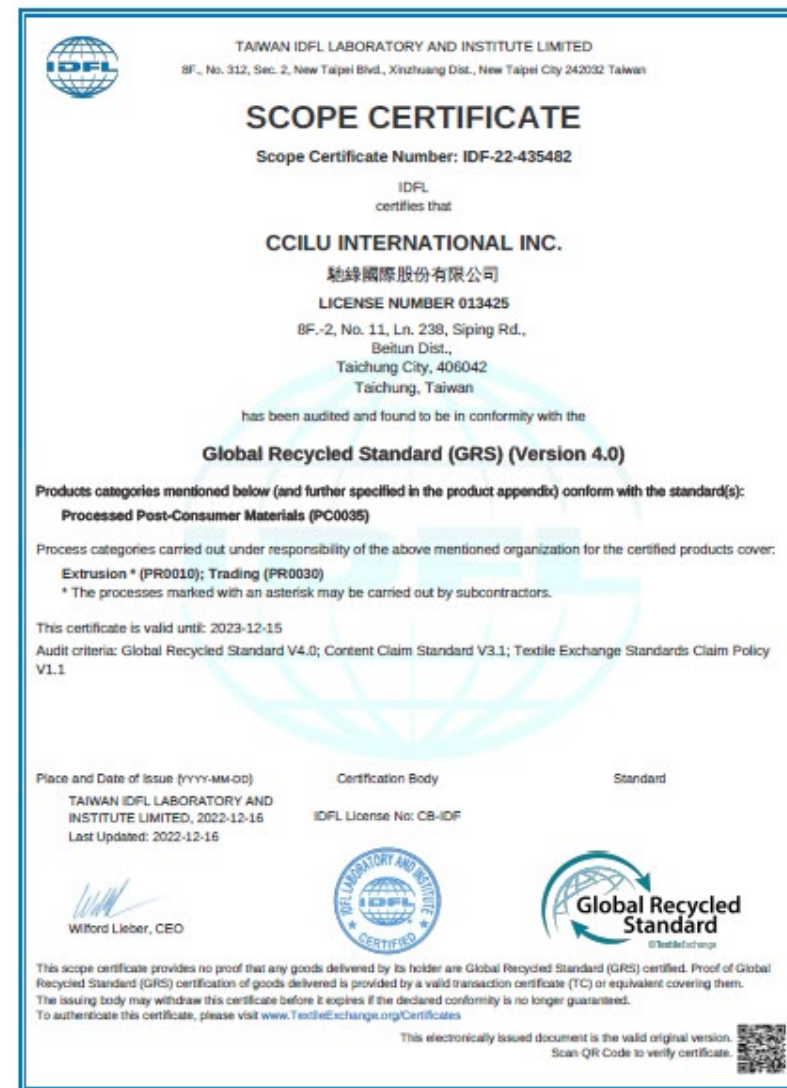 IDFL
TAIWAN IDFL LABORATORY AND INSTITUTE LIMITED
8F., No. 312, Sec. 2, New Taipei Blvd., Xinzhuang Dist., New Taipei City 242032 Taiwan
SCOPE CERTIFICATE
Scope Certificate Number: IDF-22-435482
IDFL
certifies that
CCILU INTERNATIONAL INC.
馳綠國際股份有限公司
LICENSE NUMBER 013425
8F.-2, No. 11, Ln. 238, Siping Rd.,
Beitun Dist.,
Taichung City, 406042
Taichung, Taiwan
has been audited and found to be in conformity with the
Global Recycled Standard (GRS) (Version 4.0)
Products categories mentioned below (and further specified in the product appendix) conform with the standard(s):
Processed Post-Consumer Materials (PC0035)
Process categories carried out under responsibility of the above mentioned organization for the certified products cover:
Extrusion * (PR0010); Trading (PR0030)
* The processes marked with an asterisk may be carried out by subcontractors.
This certificate is valid until: 2023-12-15
Audit criteria: Global Recycled Standard V4.0; Content Claim Standard V3.1; Textile Exchange Standards Claim Policy
V1.1
IDFL
Place and Date of Issue (YYYY-MM-DD)
TAIWAN IDFL LABORATORY AND
INSTITUTE LIMITED, 2022-12-16
Last Updated: 2022-12-16
Wilford Lieber, CEO
Certification Body
IDFL License No: CB-IDF
IDFL LABORATORY AND INSTITUTE
IDFL
CERTIFIED
Standard
Global Recycled
Standard
©TextileExchange
This scope certificate provides no proof that any goods delivered by its holder are Global Recycled Standard (GRS) certified. Proof of Global
Recycled Standard (GRS) certification of goods delivered is provided by a valid transaction certificate (TC) or equivalent covering them.
The issuing body may withdraw this certificate before it expires if the declared conformity is no longer guaranteed.
To authenticate this certificate, please visit www.TextileExchange.org/Certificates
This electronically issued document is the valid original version.
Scan QR Code to verify certificate.